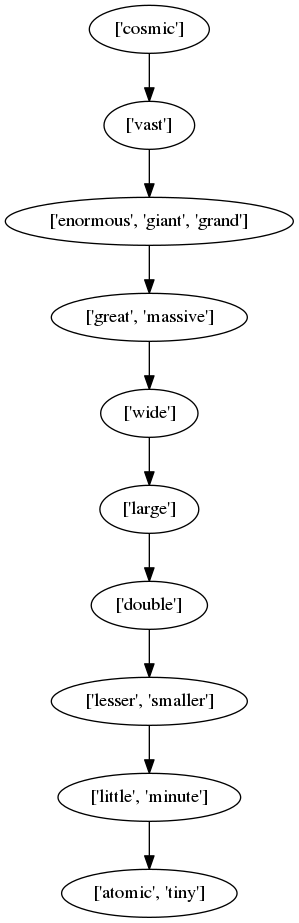 ['cosmic']
['vast']
['enormous', 'giant', 'grand']
['great', 'massive']
['wide']
['large']
['double']
['lesser', 'smaller']
['little', 'minute']
['atomic', 'tiny']